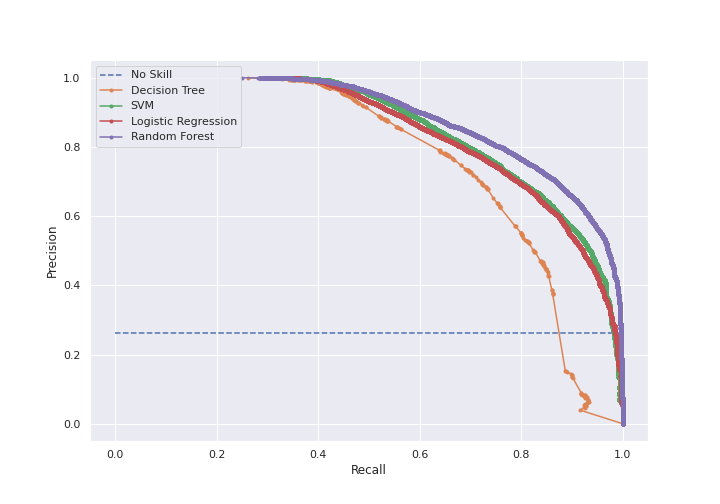 No Skill
Decision Tree
SVM
Logistic Regression
Random Forest
1.0
0.8
0.6
0.4
0.2
0.0
Precision
0.0 0.2 0.4 0.6 0.8 1.0
Recall